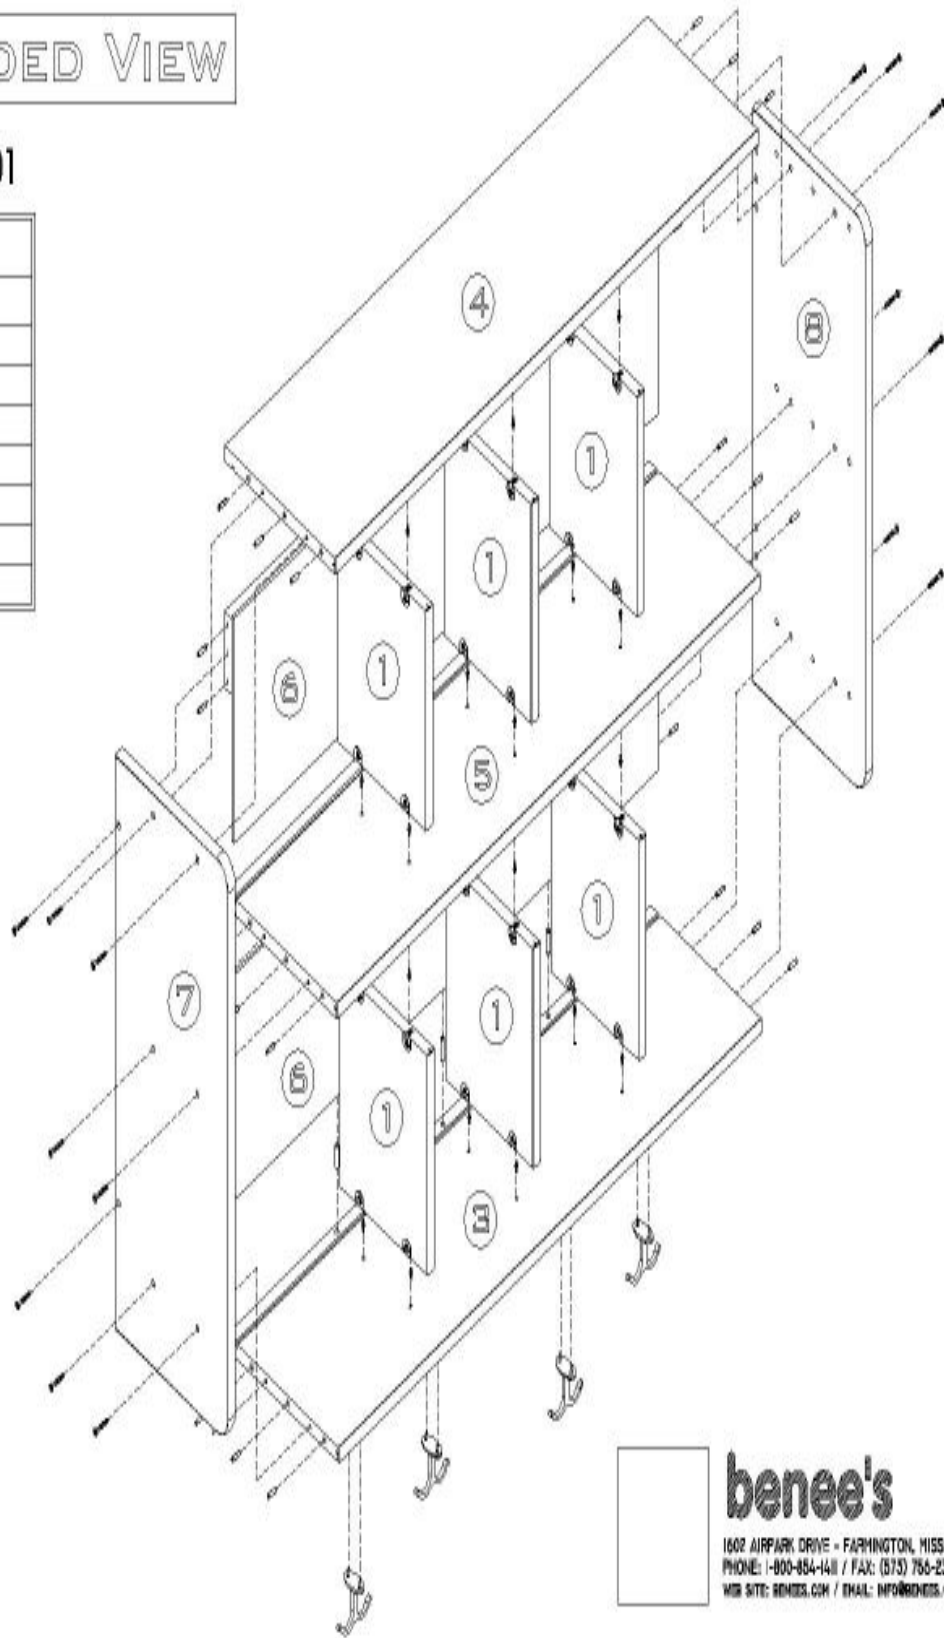 DED VIEW
01
4
8
1
1
1
6
5
1
7
1
6
1
3
benee's
1602 AIRPARK DRIVE - FARMINGTON, MISS
PHONE: 1-800-854-1411 / FAX: (573) 756-2
WEB SITE: BENEES.COM / EMAIL: INFO@BENEES.